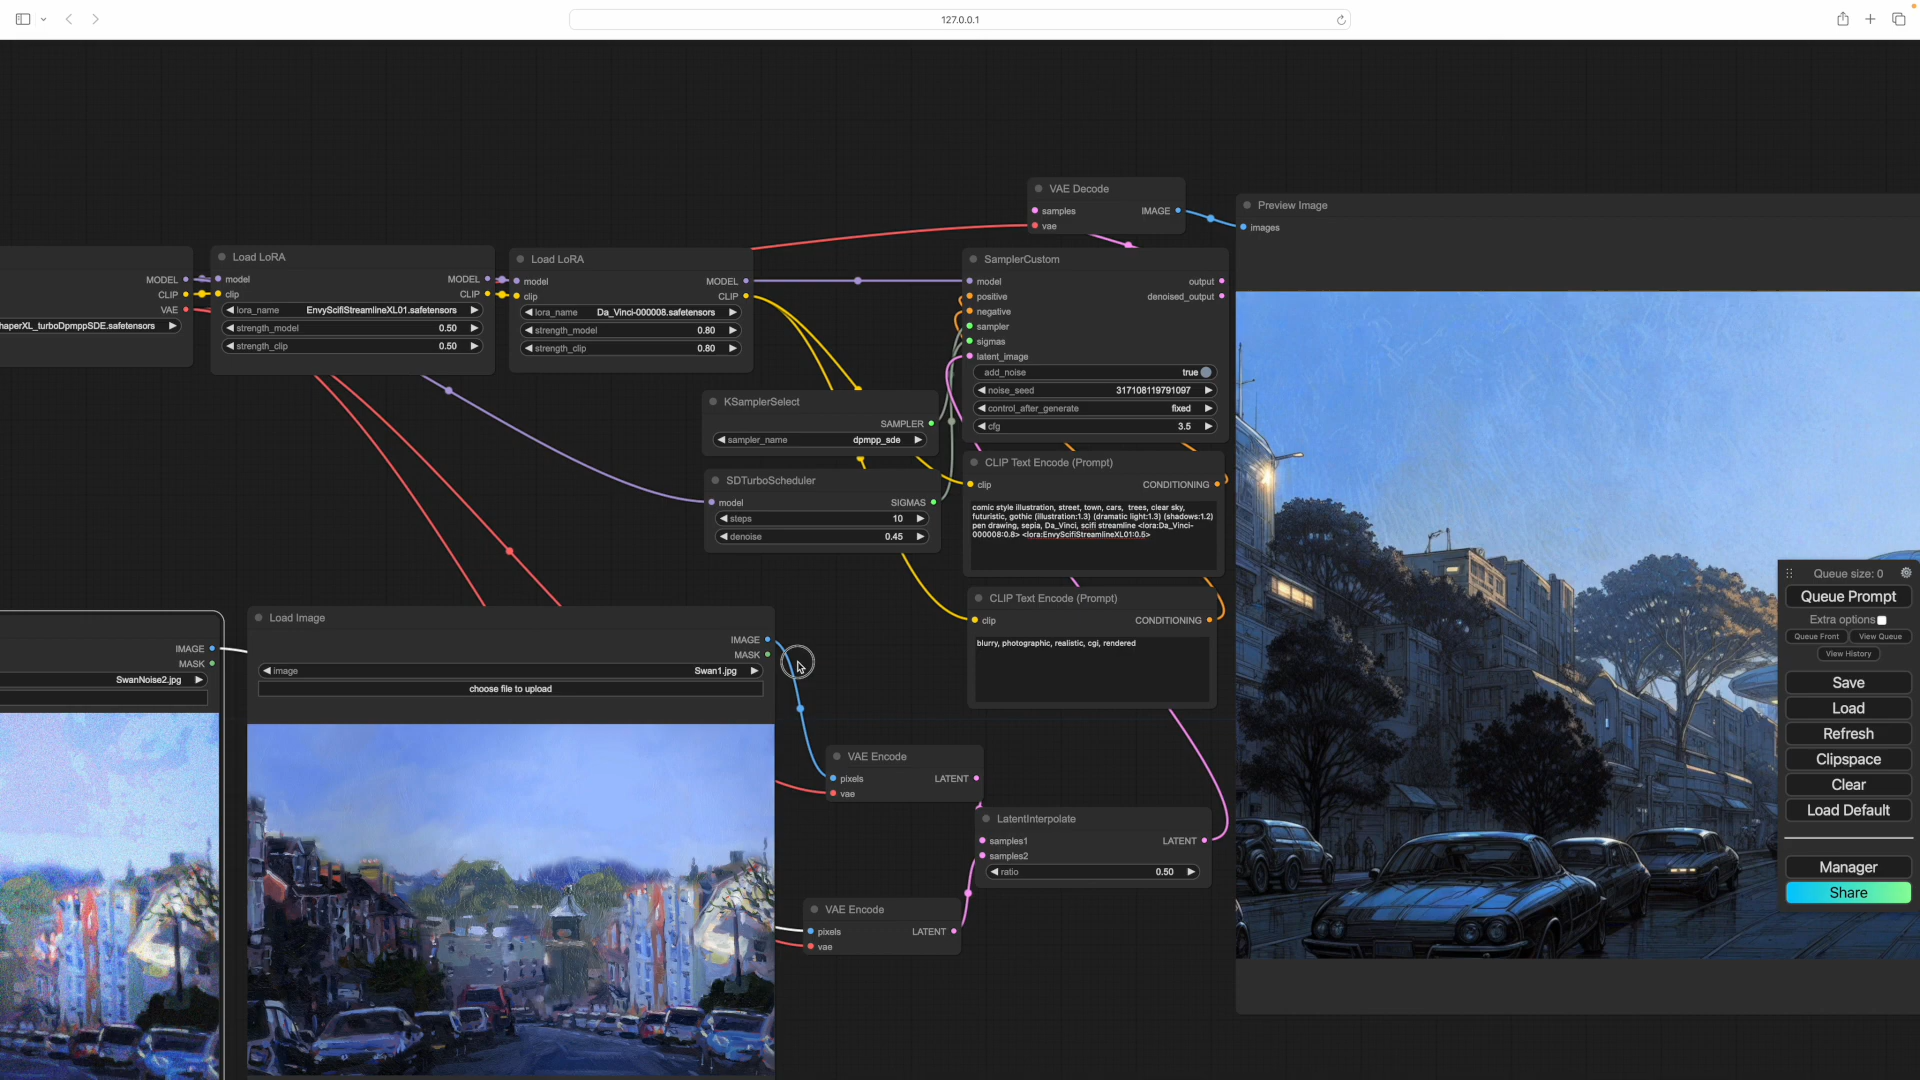 127.0.0.1
VAE Decode
samples
IMAGE
vae
Preview Image
images
MODEL
CLIP
VAE
haperXL_turboDpmppSDE.safetensors
Load LoRA
model
MODEL
clip
CLIP
lora_name
EnvyScifiStreamlineXL01.safetensors
strength_model
0.50
strength_clip
0.50
Load LoRA
model
MODEL
clip
CLIP
lora_name
Da_Vinci-000008.safetensors
strength_model
0.80
strength_clip
0.80
SamplerCustom
model
output
positive
denoised_output
negative
sampler
sigmas
latent_image
add_noise
true
noise_seed
317108119791097
control_after_generate
fixed
cfg
3.5
KSamplerSelect
SAMPLER
sampler_name
dpmpp_sde
SDTurboScheduler
model
SIGMAS
steps
10
denoise
0.45
CLIP Text Encode (Prompt)
clip
CONDITIONING
comic style illustration, street, town, cars,  trees, clear sky,
futuristic, gothic (illustration:1.3) (dramatic light:1.3) (shadows:1.2)
pen drawing, sepia, Da_Vinci, scifi streamline <lora:Da_Vinci-
000008:0.8> <lora:EnvyScifiStreamlineXL01:0.5>
CLIP Text Encode (Prompt)
clip
CONDITIONING
blurry, photographic, realistic, cgi, rendered
IMAGE
MASK
SwanNoise2.jpg
Load Image
IMAGE
MASK
image
Swan1.jpg
choose file to upload
VAE Encode
pixels
LATENT
vae
LatentInterpolate
samples1
LATENT
samples2
ratio
0.50
VAE Encode
pixels
LATENT
vae
Queue size: 0
Queue Prompt
Extra options
Queue Front
View Queue
View History
Save
Load
Refresh
Clipspace
Clear
Load Default
Manager
Share